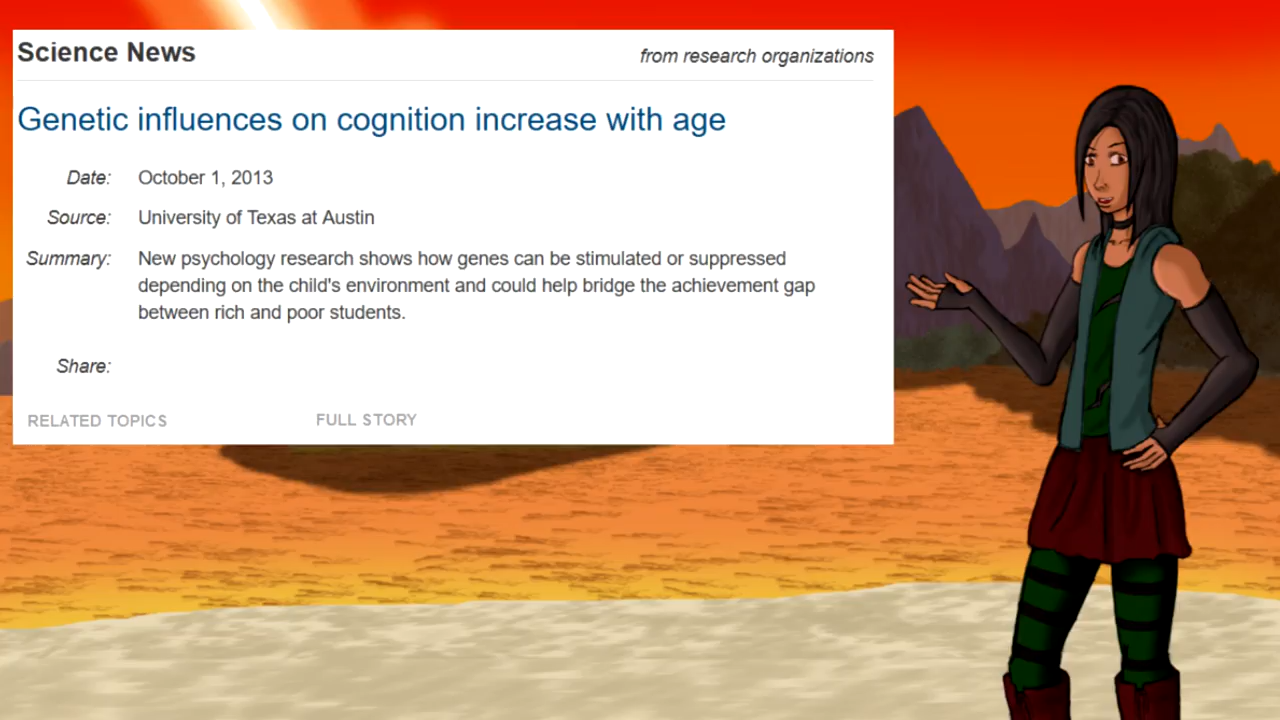 Science News
from research organizations
Genetic influences on cognition increase with age
Date: October 1, 2013
Source: University of Texas at Austin
Summary: New psychology research shows how genes can be stimulated or suppressed
depending on the child's environment and could help bridge the achievement gap
between rich and poor students.
Share:
RELATED TOPICS
FULL STORY